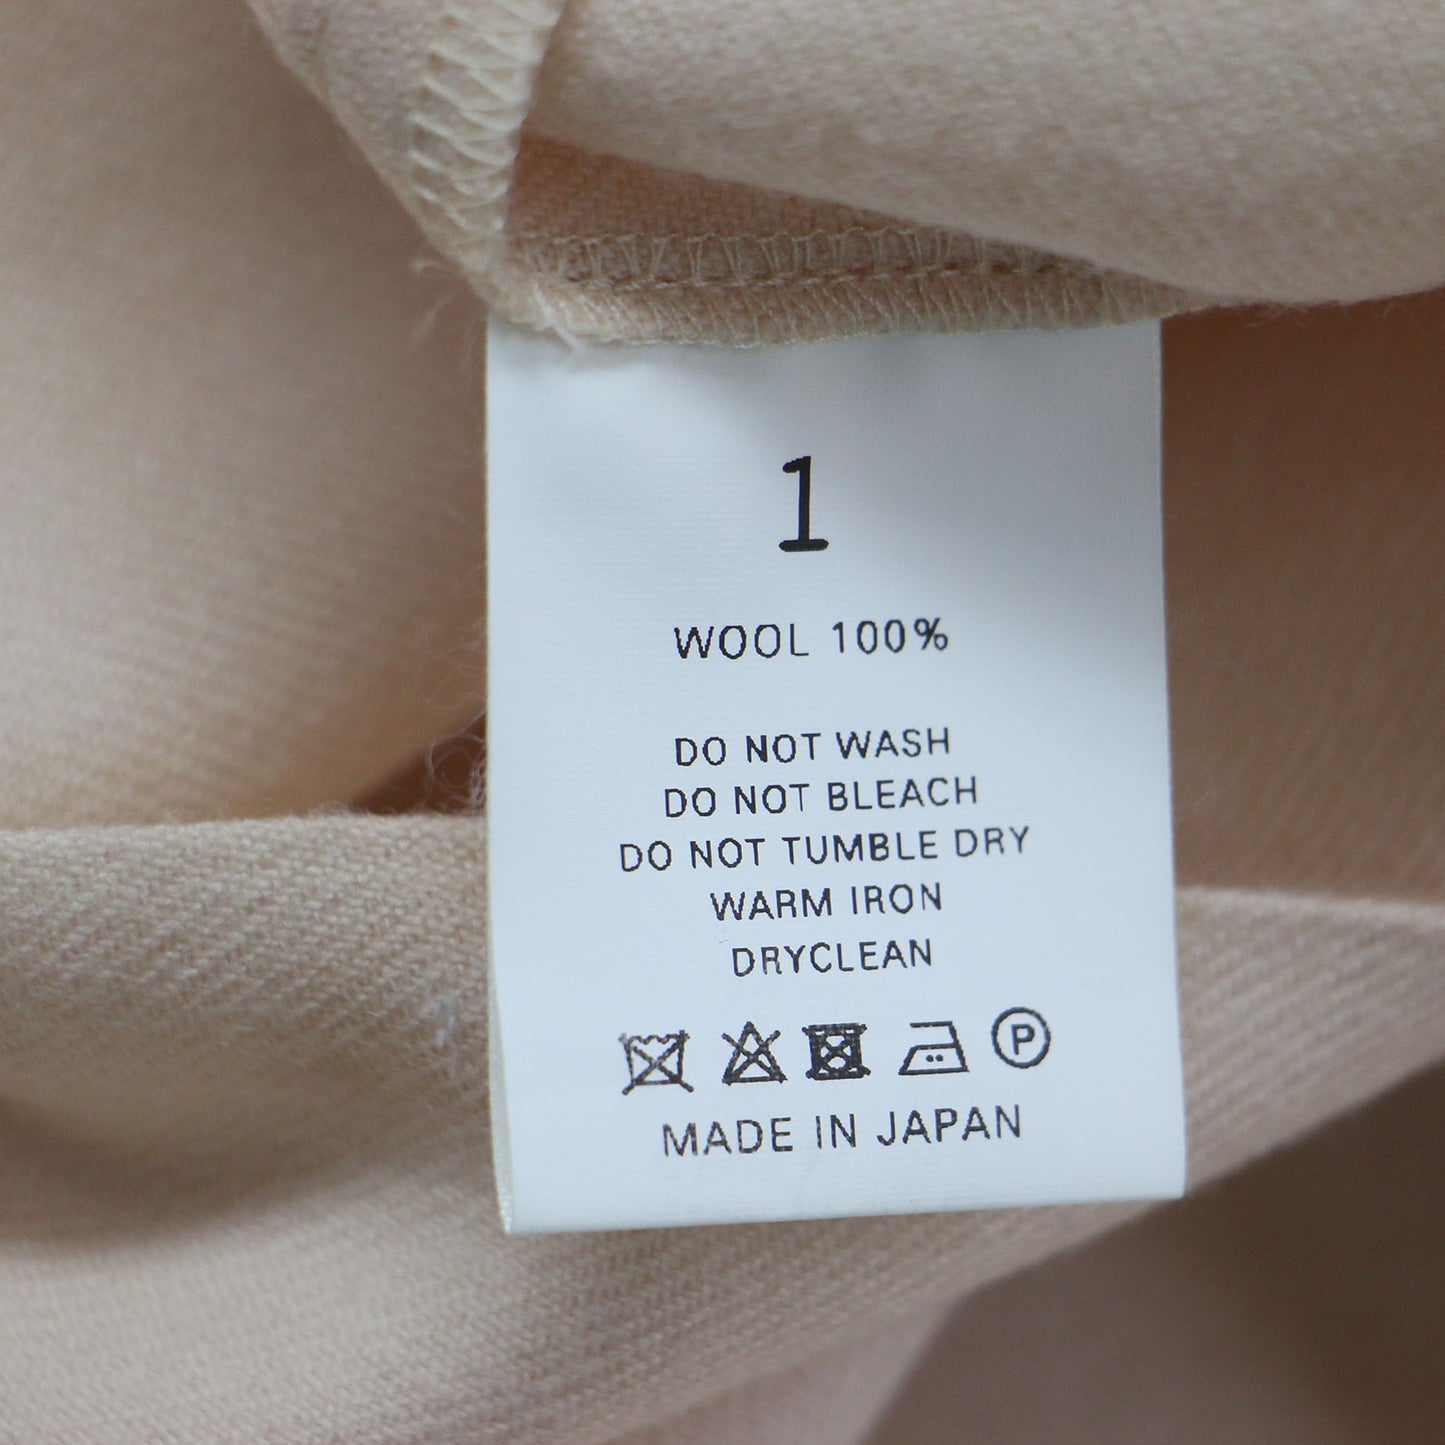 1
WOOL 100%
DO NOT WASH
DO NOT BLEACH
DO NOT TUMBLE DRY
WARM IRON
DRYCLEAN
P
MADE IN JAPAN